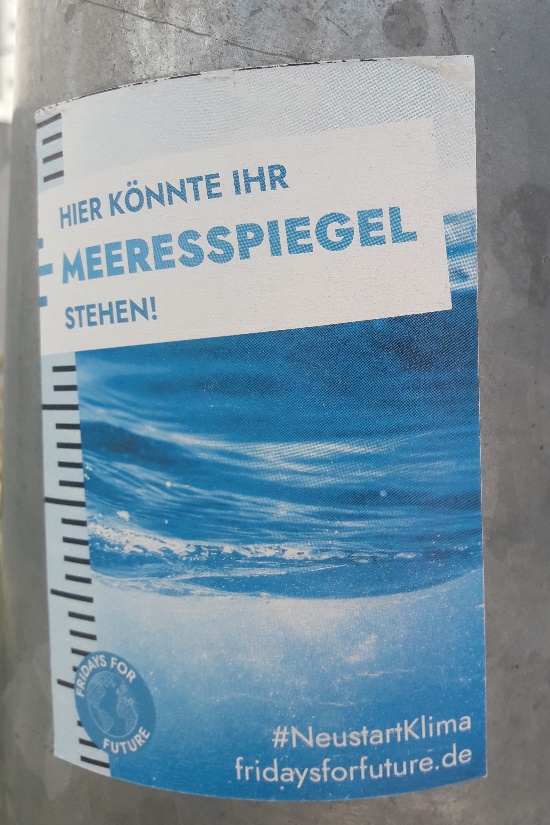 HIER KÖNNTE IHR
MEERESSPIEGEL
STEHEN!
FRIDAYS FOR
FUTURE
#NeustartKlima
fridaysforfuture.de